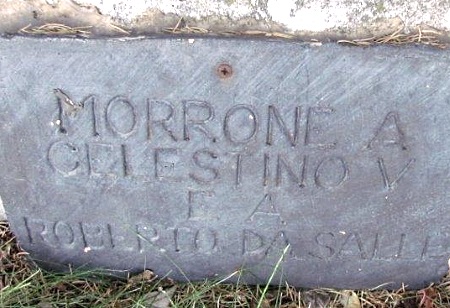 MORRONE A
CELESTINO V
E A
ROBERTO DA SALLE